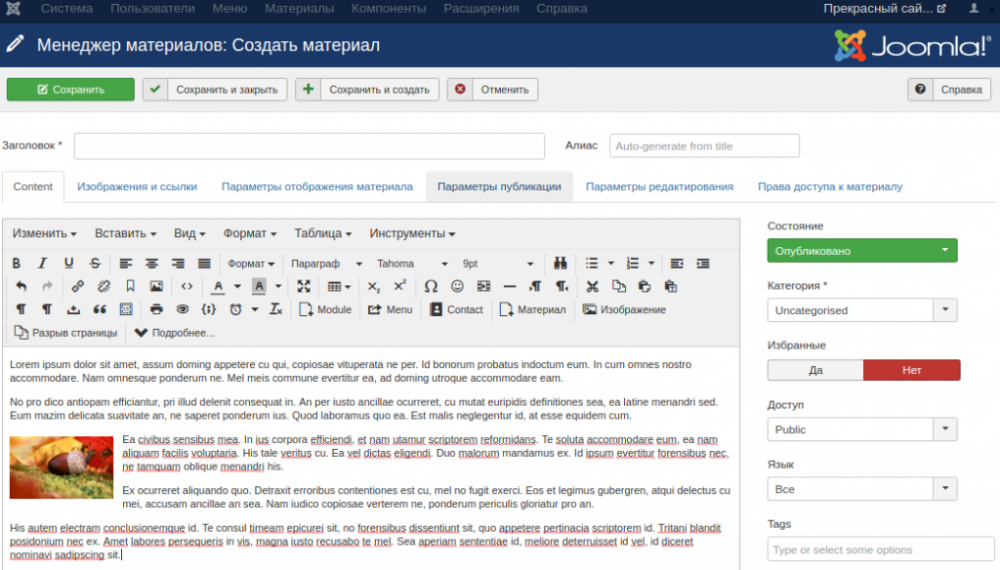 Система Пользователи Меню Материалы Компоненты Расширения Справка Прекрасный сай...
Менеджер материалов: Создать материал Joomla!®
Сохранить Сохранить и закрыть Сохранить и создать Отменить Справка
Заголовок * Алиас Auto-generate from title
Content Изображения и ссылки Параметры отображения материала Параметры публикации Параметры редактирования Права доступа к материалу
Изменить Вставить Вид Формат Таблица Инструменты
B I U S Формат Параграф Tahoma 9pt
Module Menu Contact Материал Изображение
Разрыв страницы Подробнее...
Lorem ipsum dolor sit amet, assum doming appetere cu qui, copiosae vituperata ne per. Id bonorum probatus indoctum eum. In cum omnes nostro
accommodare. Nam omnesque ponderum ne. Mel meis commune evertitur ea, ad doming utroque accommodare eam.
No pro dico antiopam efficiantur, pri illud delenit consequat in. An per iusto ancillae ocurreret, cu mutat euripidis definitiones sea, ea latine menandri sed.
Eum mazim delicata suavitate an, ne saperet ponderum ius. Quod laboramus quo ea. Est malis neglegentur id, at esse equidem cum.
Ea civibus sensibus mea. In ius corpora efficiendi, et nam utamur scriptorem reformidans. Te soluta accommodare eum, ea nam
aliquam facilis voluptaria. His tale veritus cu. Ea vel dictas eligendi. Duo malorum mandamus ex. Id ipsum evertitur forensibus nec,
ne tamquam oblique menandri his.
Ex ocurreret aliquando quo. Detraxit erroribus contentiones est cu, mel no fugit exerci. Eos et legimus gubergren, atqui delectus cu
mei, accusam ancillae an sea. Nam iudico copiosae verterem ne, ponderum periculis gloriatur pro an.
His autem electram conclusionemque id. Te consul timeam epicurei sit, no forensibus dissentiunt sit, quo appetere pertinacia scriptorem id. Tritani blandit
posidonium nec ex. Amet labores persequeris in vis, magna iusto recusabo te mel. Sea aperiam sententiae id, meliore deterruisset id vel, id diceret
nominavi sadipscing sit.
Состояние
Опубликовано
Категория *
Uncategorised
Избранные
Да Нет
Доступ
Public
Язык
Все
Tags
Type or select some options